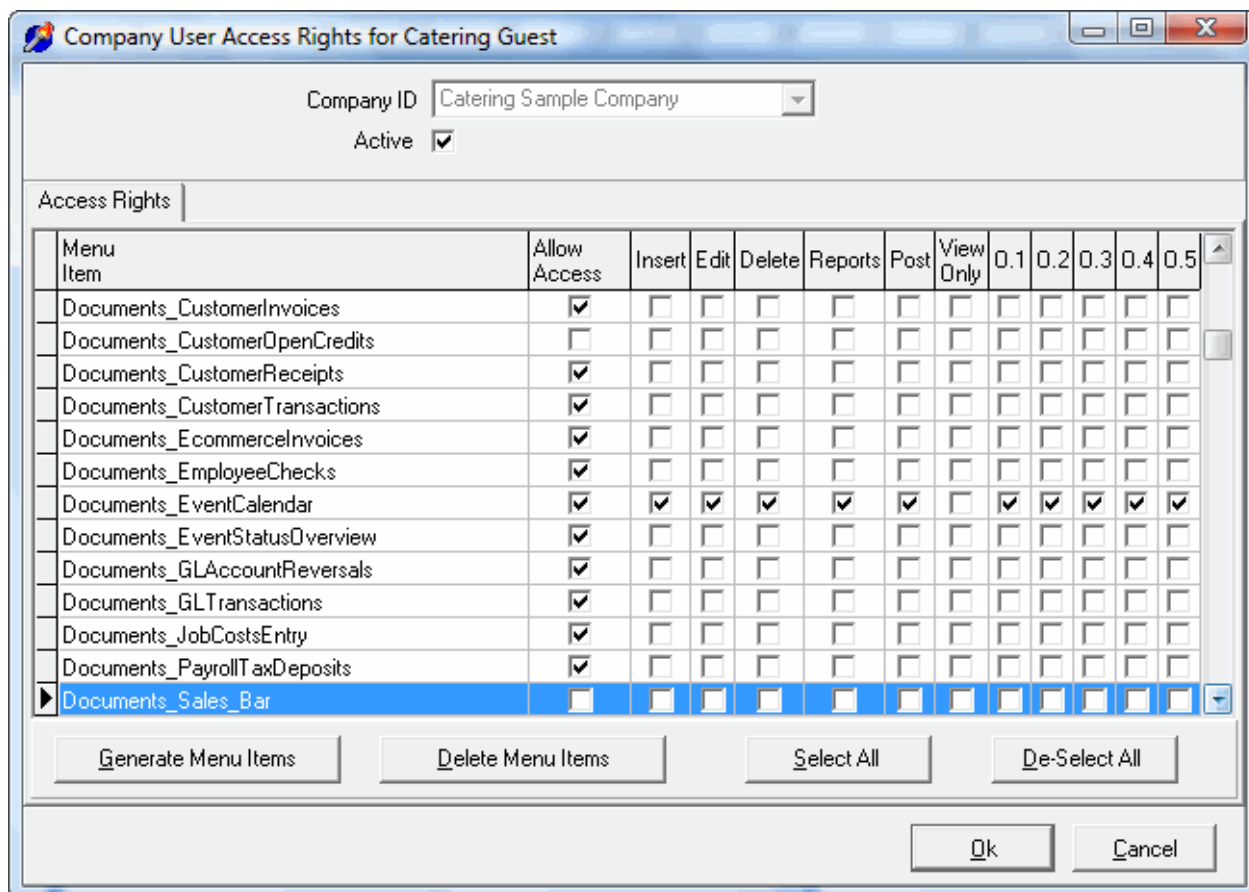 Company User Access Rights for Catering Guest
Company ID Catering Sample Company
Active
Access Rights
Menu Item Allow Access Insert Edit Delete Reports Post View Only 0.1 0.2 0.3 0.4 0.5
Documents_CustomerInvoices
Documents_CustomerOpenCredits
Documents_CustomerReceipts
Documents_CustomerTransactions
Documents_EcommerceInvoices
Documents_EmployeeChecks
Documents_EventCalendar
Documents_EventStatusOverview
Documents_GLAccountReversals
Documents_GLTransactions
Documents_JobCostsEntry
Documents_PayrollTaxDeposits
Documents_Sales_Bar
Generate Menu Items Delete Menu Items Select All De-Select All
Ok Cancel